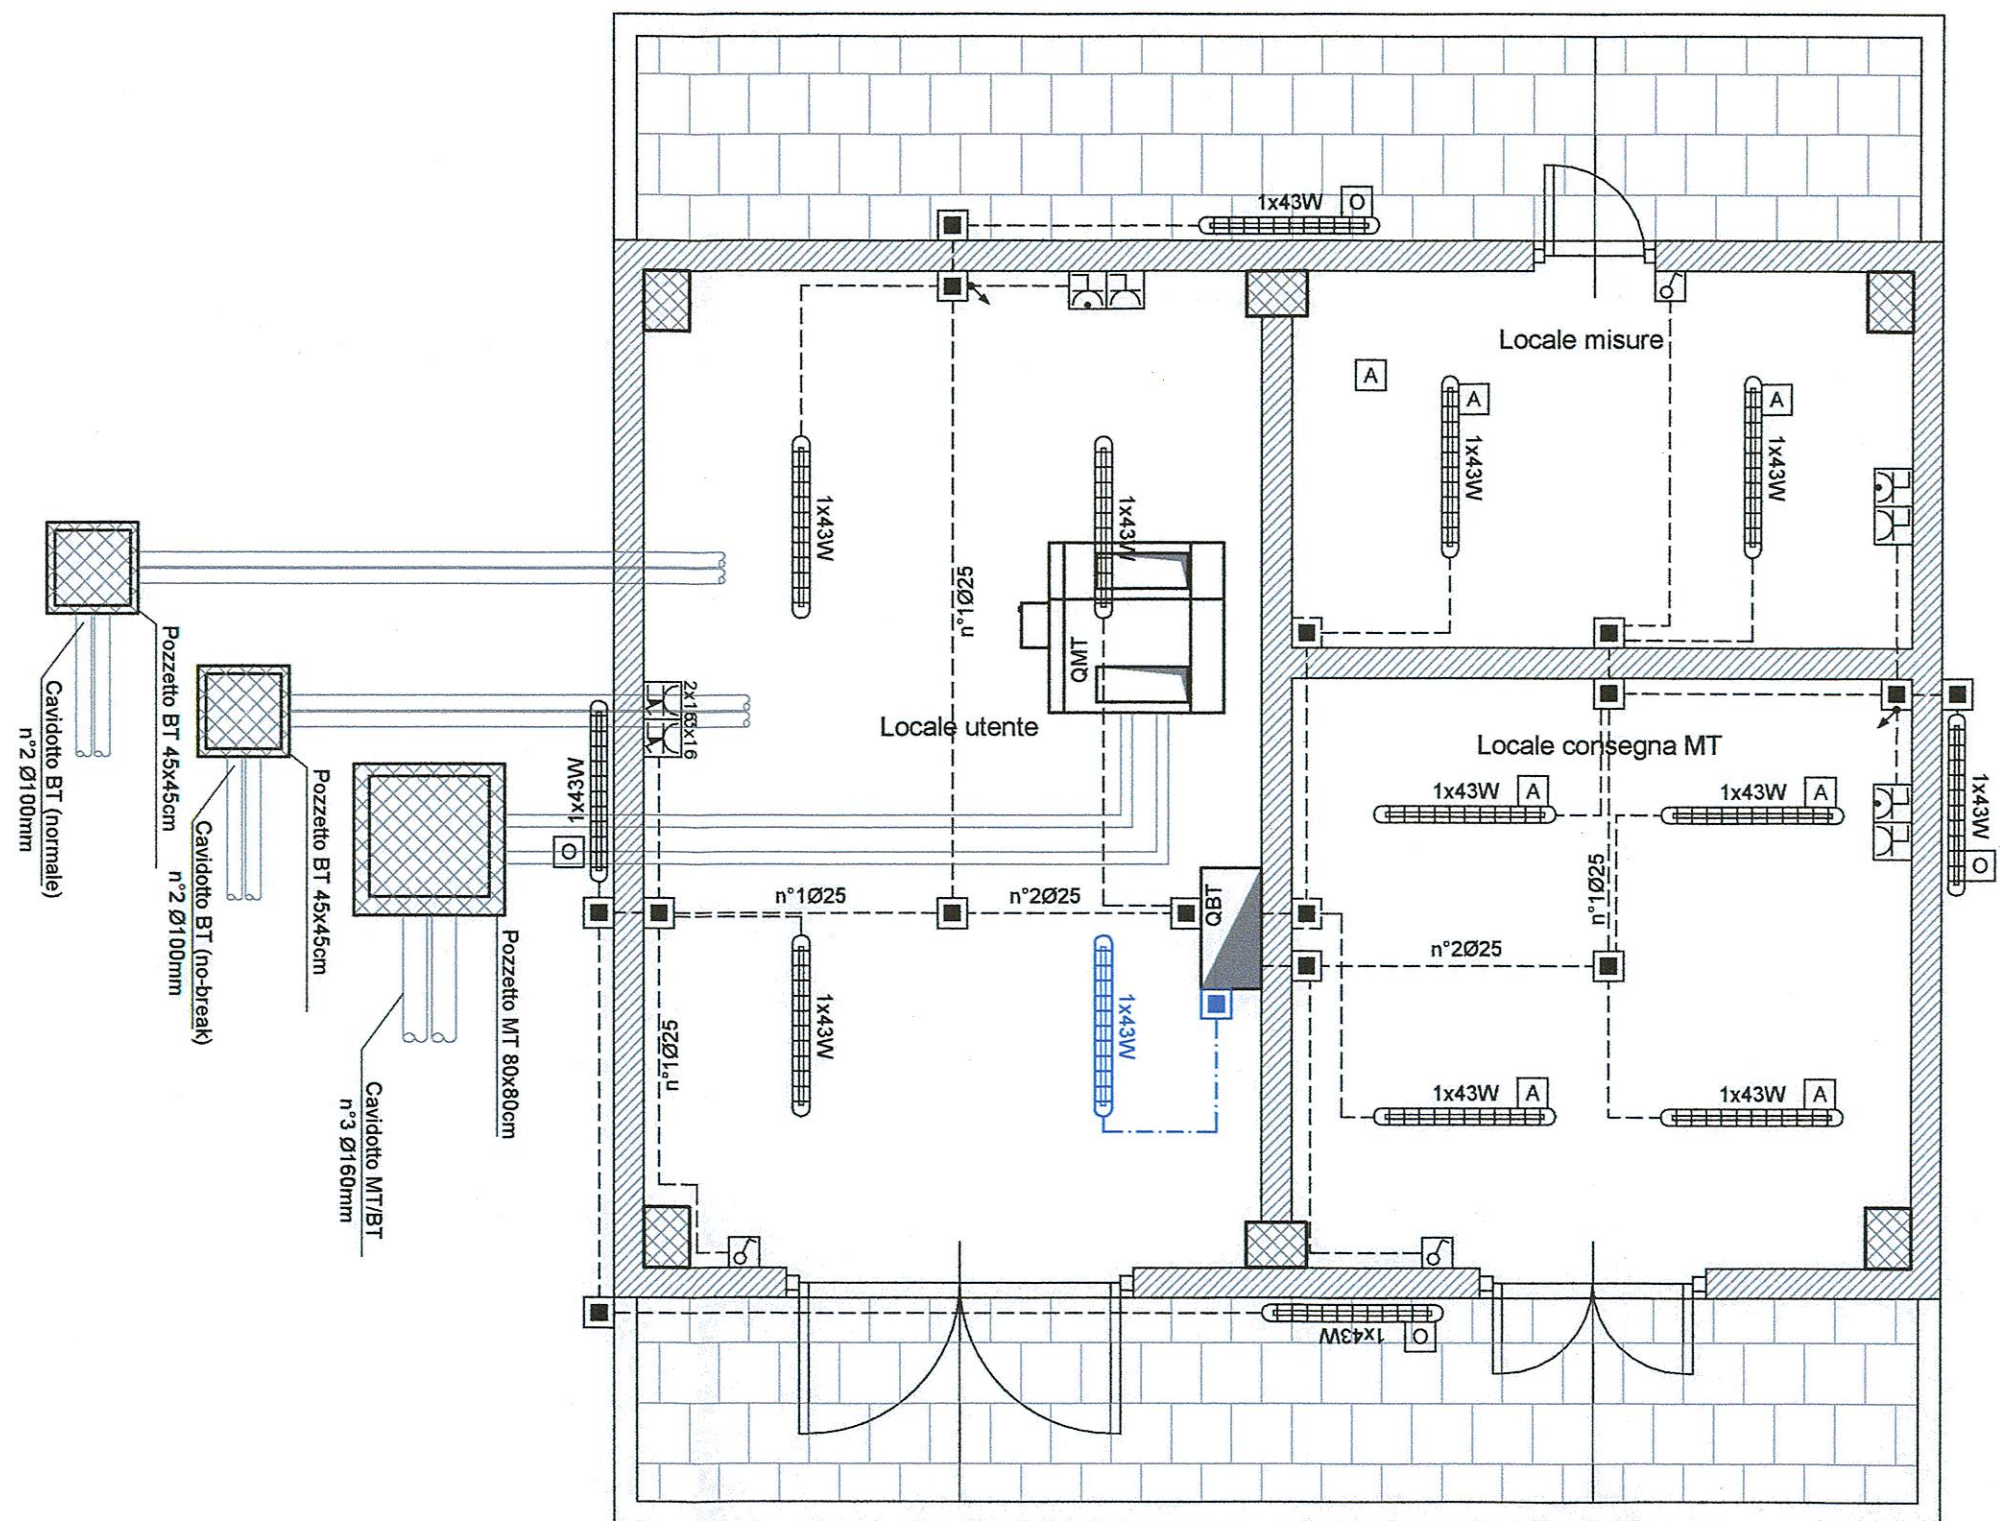 1x43W
O
Locale misure
A
A
1x43W
A
1x43W
1x43W
1x43W
n°1Ø25
QMT
Locale utente
2x16
3x16
1x43W
O
Locale consegna MT
1x43W
A
1x43W
A
1x43W
O
n°1Ø25
n°2Ø25
QBT
n°1Ø25
n°2Ø25
1x43W
1x43W
n°1Ø25
1x43W
A
1x43W
A
1x43W
O
Pozzetto BT 45x45cm
Cavidotto BT (normale)
n°2 Ø100mm
Pozzetto BT 45x45cm
Cavidotto BT (no-break)
n°2 Ø100mm
Pozzetto MT 80x80cm
Cavidotto MT/BT
n°3 Ø160mm